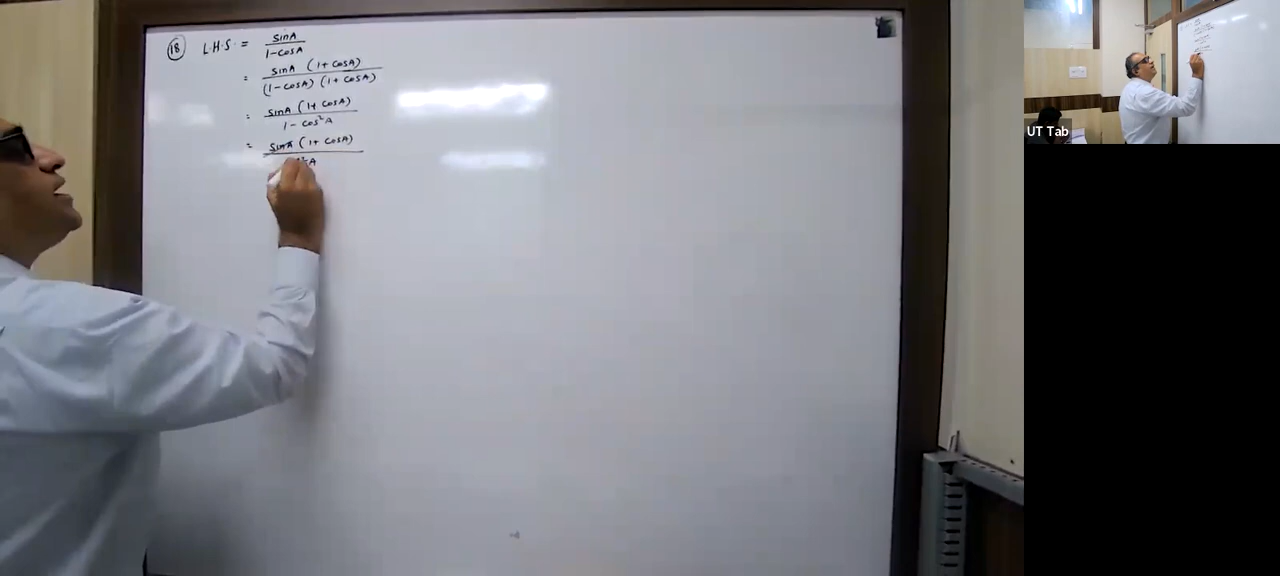 (18) L.H.S. = sinA / 1-cosA
= sinA (1+cosA) / (1-cosA) (1+cosA)
= sinA (1+cosA) / 1-cos²A
= sinA (1+cosA) / ²A
UT Tab